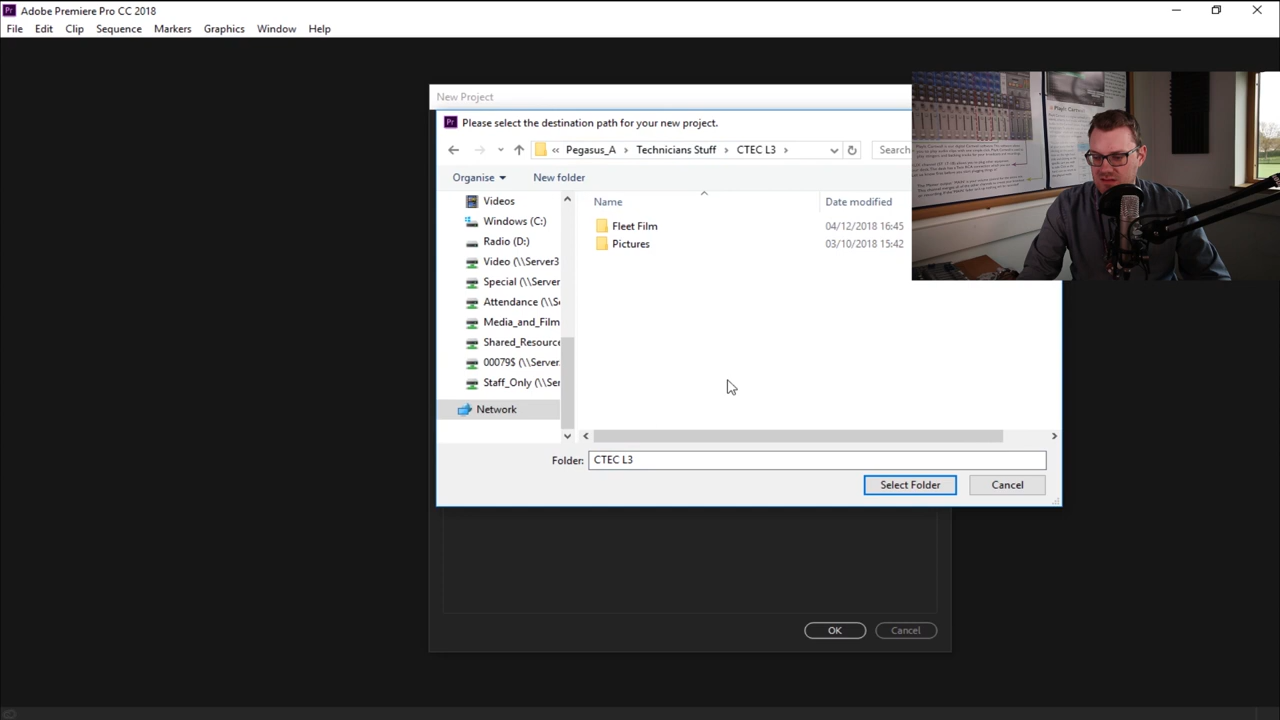 Adobe Premiere Pro CC 2018
File Edit Clip Sequence Markers Graphics Window Help
New Project
Please select the destination path for your new project.
« Pegasus_A › Technicians Stuff › CTEC L3 ›
Search
Organise
New folder
Videos
Windows (C:)
Radio (D:)
Video (\\Server3
Special (\\Server
Attendance (\\Se
Media_and_Film
Shared_Resource
00079$ (\\Server.
Staff_Only (\\Ser
Network
Name
Date modified
Fleet Film
04/12/2018 16:45
Pictures
03/10/2018 15:42
Folder: CTEC L3
Select Folder
Cancel
OK
Cancel